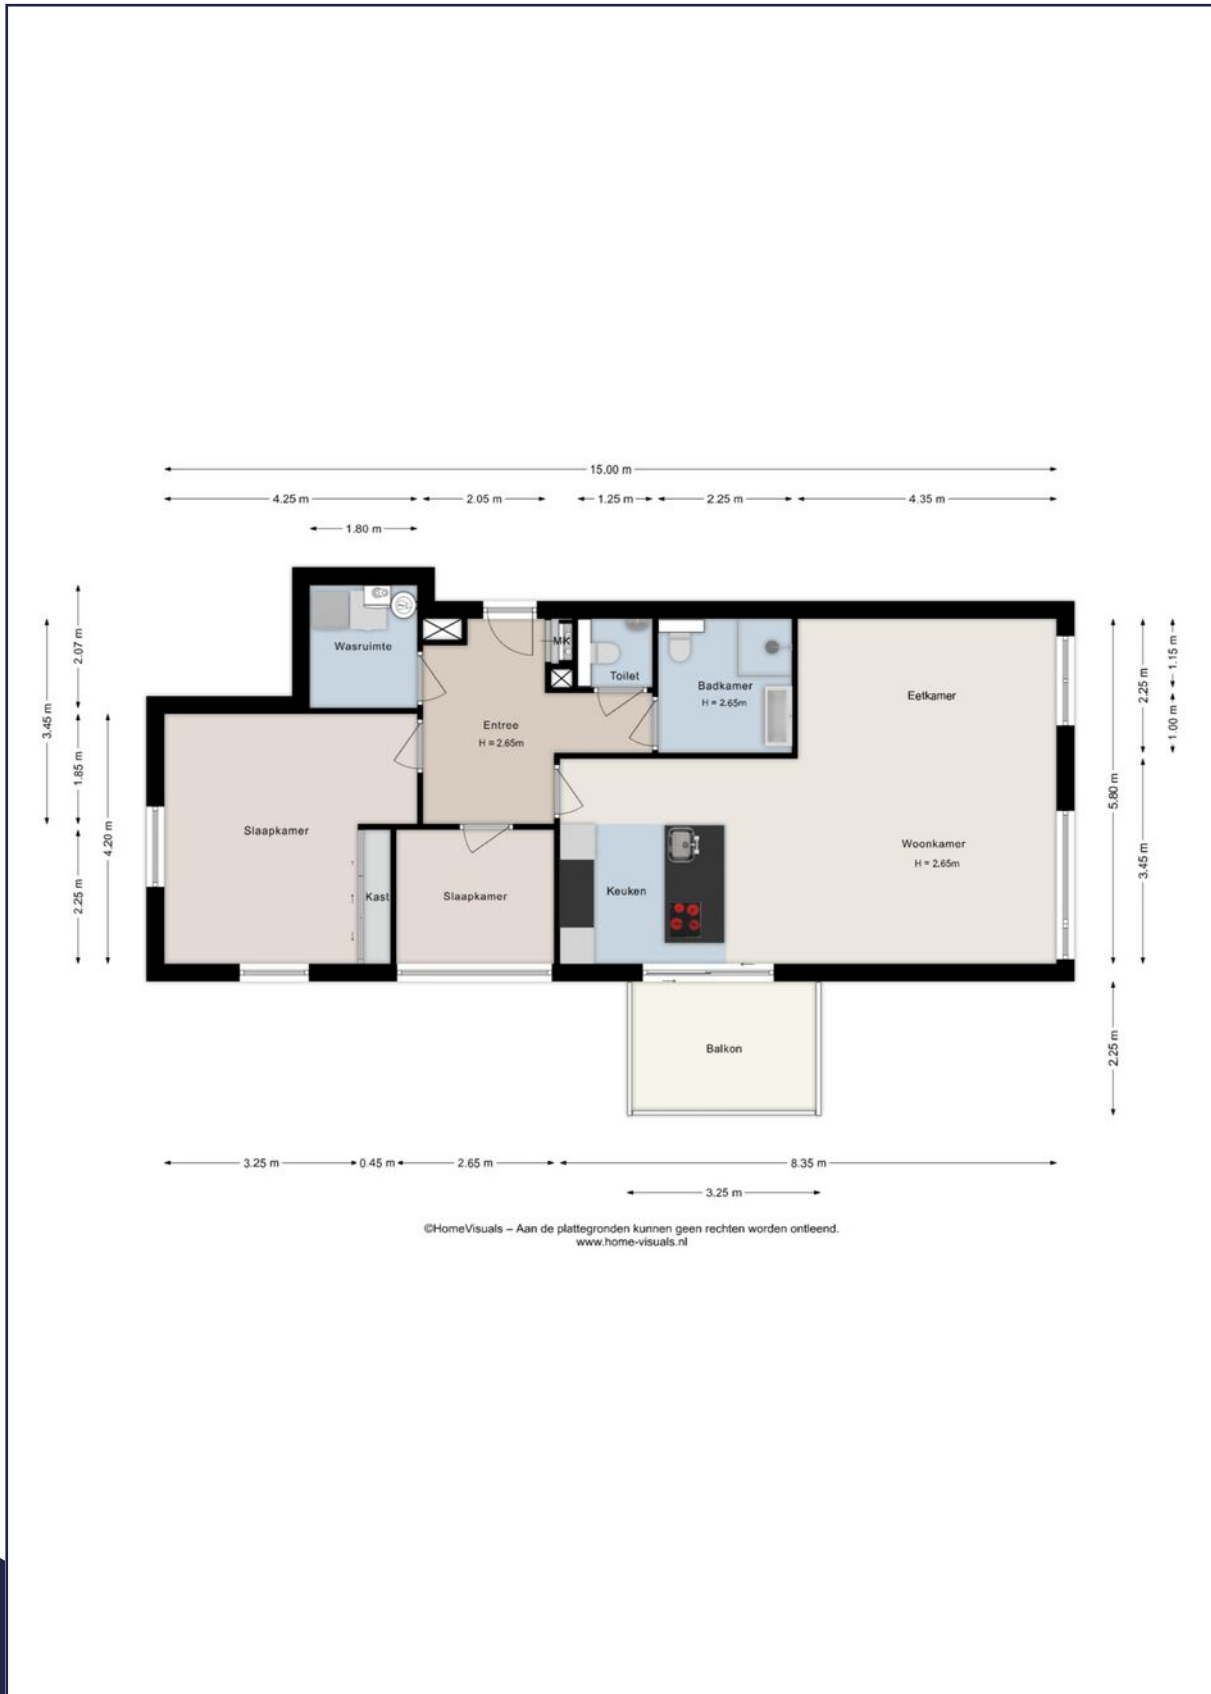 15.00 m
4.25 m
2.05 m
1.25 m
2.25 m
4.35 m
1.80 m
2.07 m
3.45 m
1.85 m
4.20 m
2.25 m
Wasruimte
MK
Toilet
Badkamer
H = 2.65m
Eetkamer
Entree
H = 2.65m
Slaapkamer
Kast
Slaapkamer
Keuken
Woonkamer
H = 2.65m
Balkon
1.15 m
2.25 m
1.00 m
5.80 m
3.45 m
2.25 m
3.25 m
0.45 m
2.65 m
8.35 m
3.25 m
©HomeVisuals – Aan de plattegronden kunnen geen rechten worden ontleend.
www.home-visuals.nl